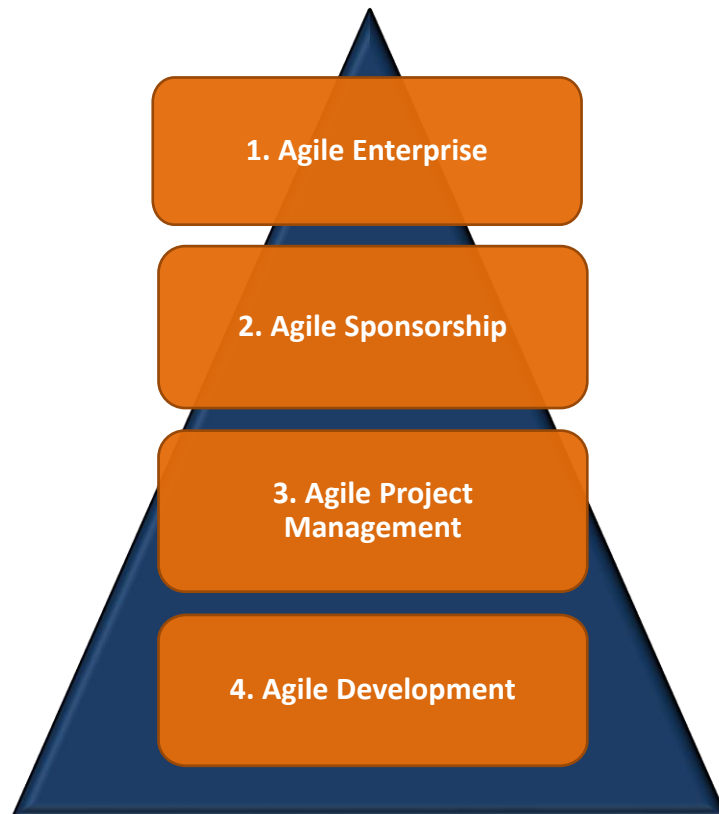 1. Agile Enterprise
2. Agile Sponsorship
3. Agile Project
Management
4. Agile Development